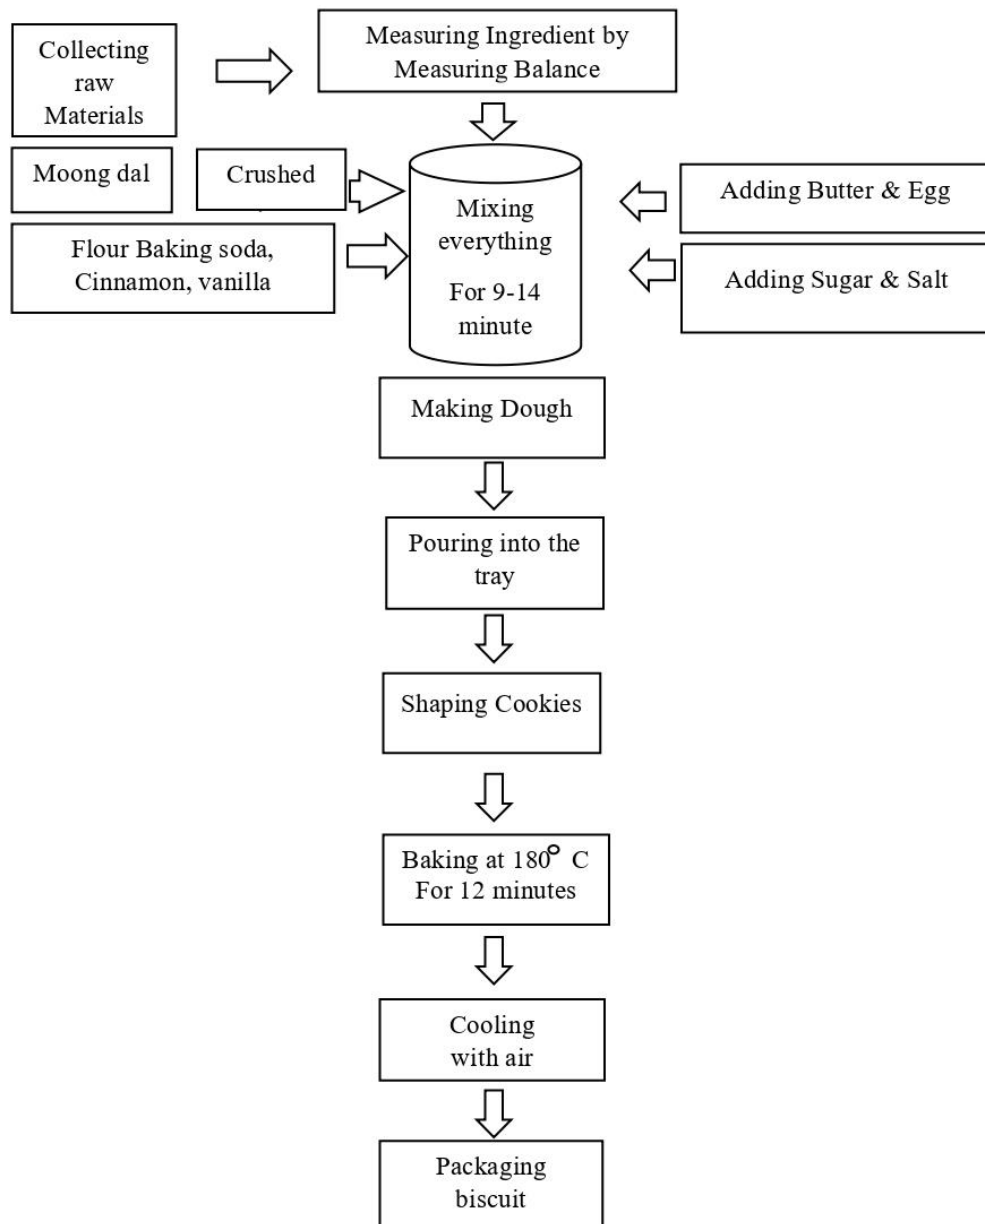 Collecting
raw
Materials
Measuring Ingredient by
Measuring Balance
Moong dal
Crushed
Flour Baking soda,
Cinnamon, vanilla
Mixing
everything
For 9-14
minute
Adding Butter & Egg
Adding Sugar & Salt
Making Dough
Pouring into the
tray
Shaping Cookies
Baking at 180° C
For 12 minutes
Cooling
with air
Packaging
biscuit